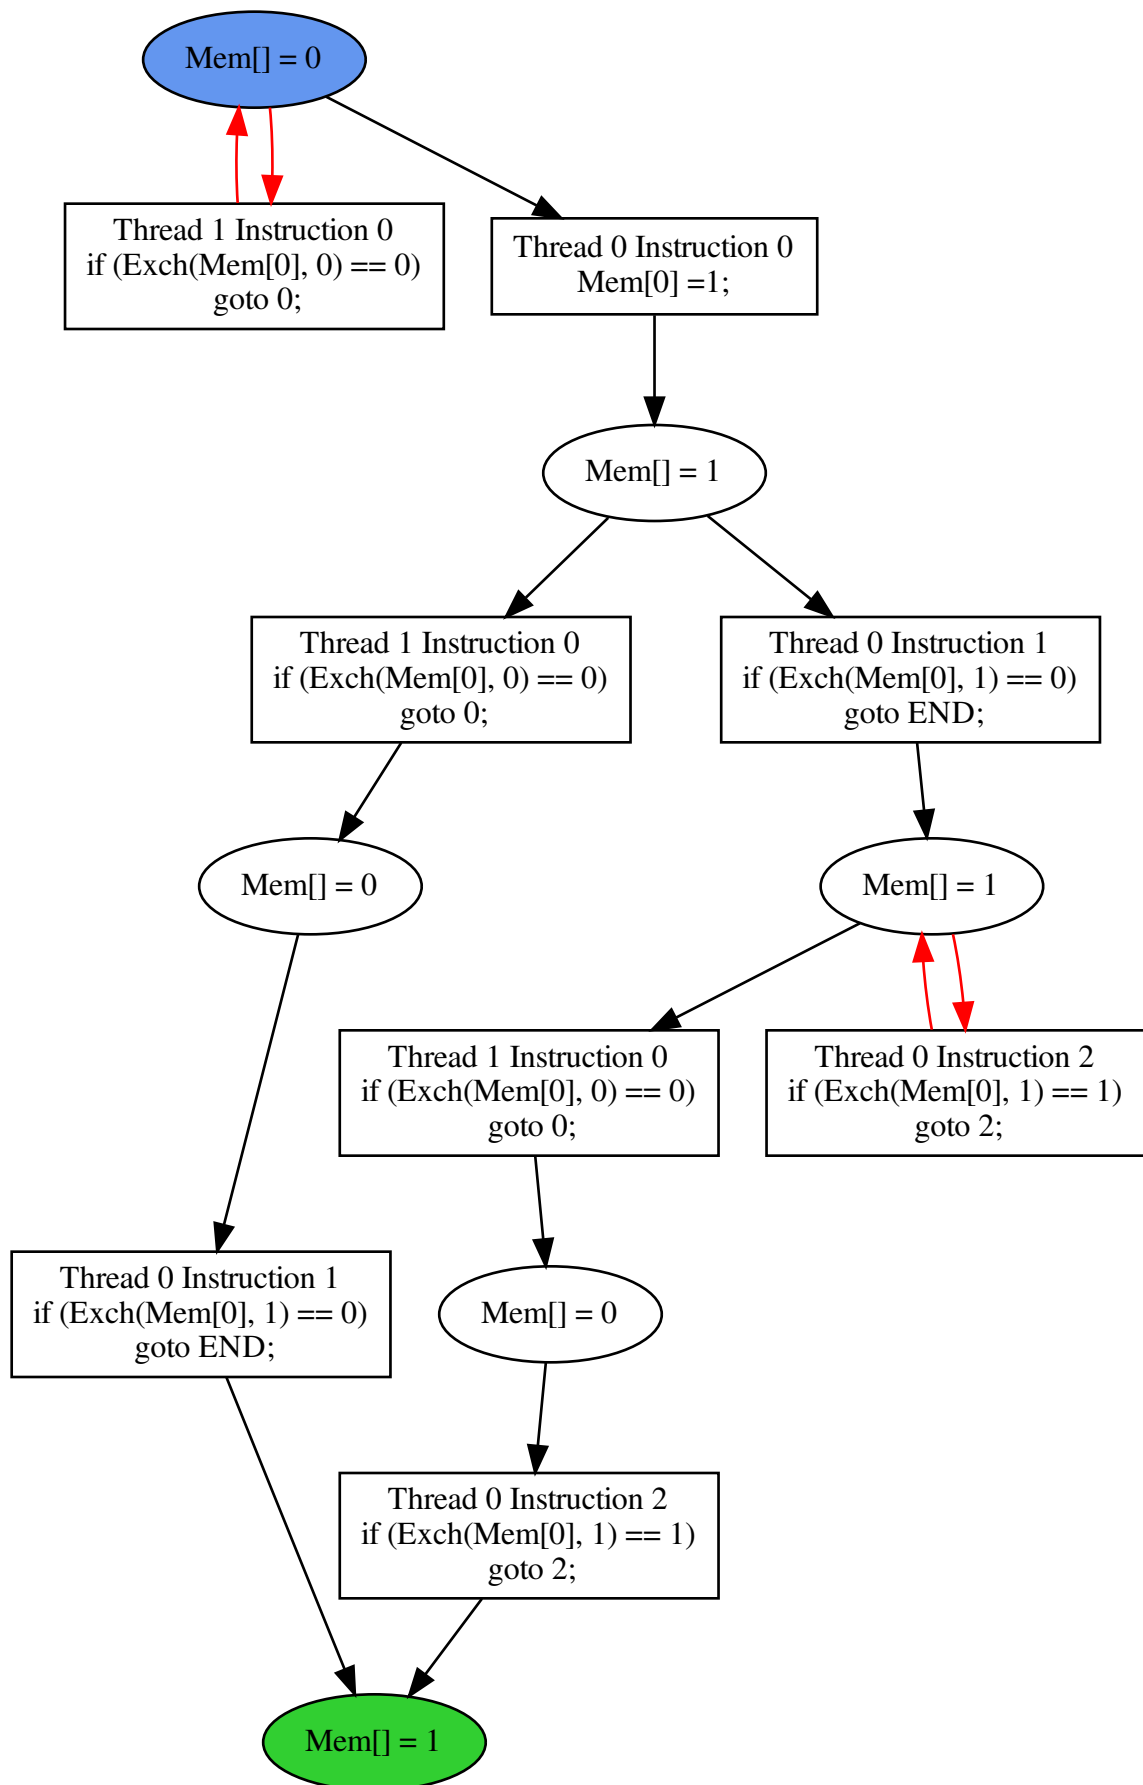 Mem[] = 0
Thread 1 Instruction 0
if (Exch(Mem[0], 0) == 0)
goto 0;
Thread 0 Instruction 0
Mem[0] =1;
Mem[] = 1
Thread 1 Instruction 0
if (Exch(Mem[0], 0) == 0)
goto 0;
Thread 0 Instruction 1
if (Exch(Mem[0], 1) == 0)
goto END;
Mem[] = 0
Mem[] = 1
Thread 1 Instruction 0
if (Exch(Mem[0], 0) == 0)
goto 0;
Thread 0 Instruction 2
if (Exch(Mem[0], 1) == 1)
goto 2;
Thread 0 Instruction 1
if (Exch(Mem[0], 1) == 0)
goto END;
Mem[] = 0
Thread 0 Instruction 2
if (Exch(Mem[0], 1) == 1)
goto 2;
Mem[] = 1